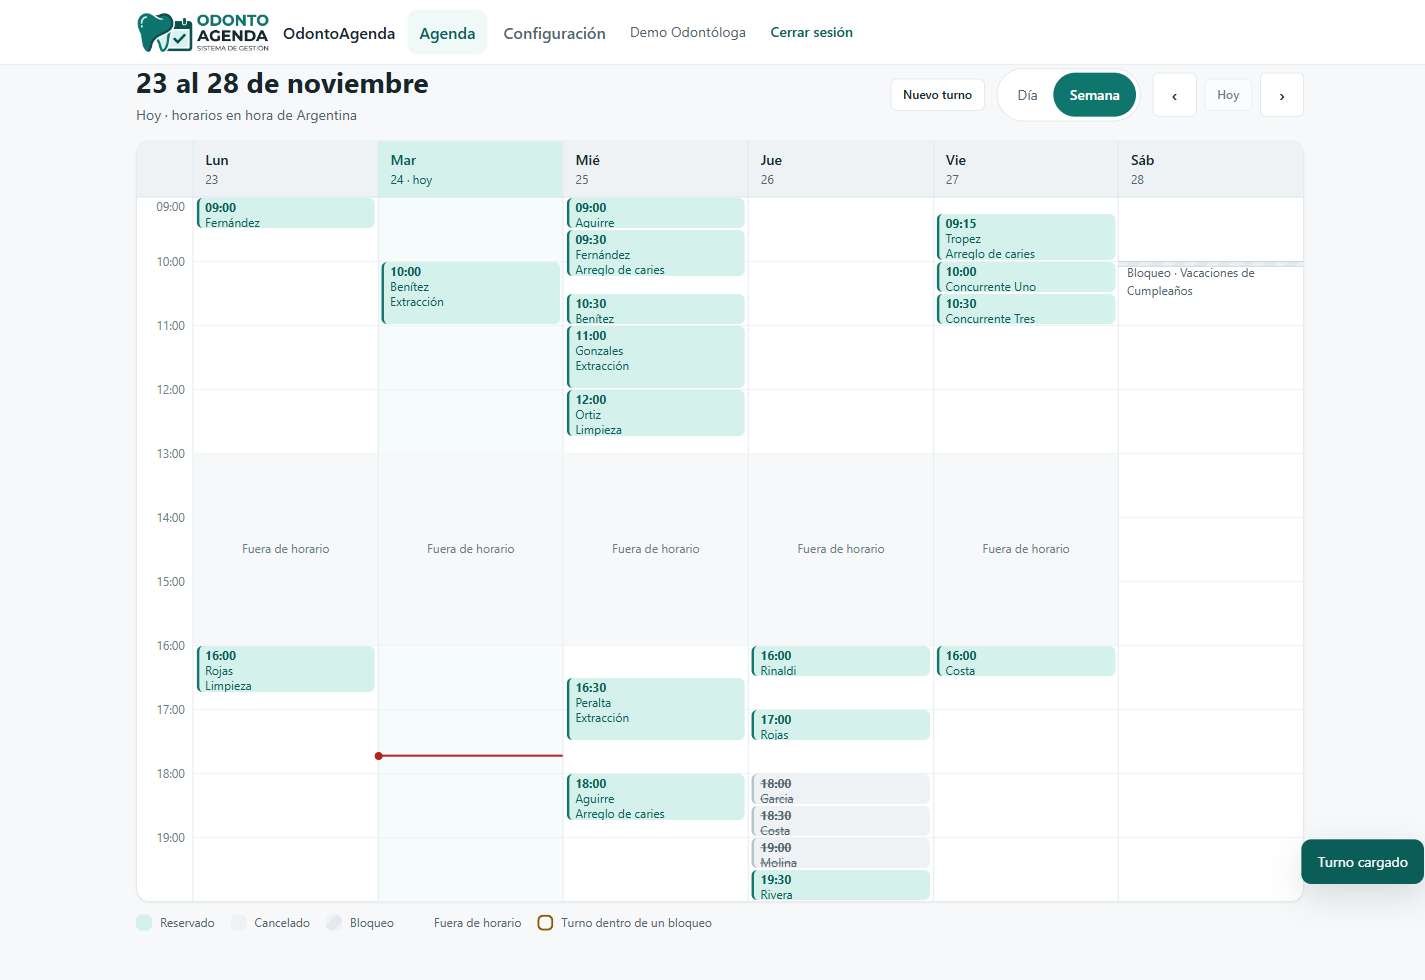 ODONTO
AGENDA
SISTEMA DE GESTIÓN
OdontoAgenda
Agenda
Configuración
Demo Odontóloga
Cerrar sesión
23 al 28 de noviembre
Hoy · horarios en hora de Argentina
Nuevo turno
Día
Semana
‹
Hoy
›
Lun
23
Mar
24 · hoy
Mié
25
Jue
26
Vie
27
Sáb
28
09:00
10:00
11:00
12:00
13:00
14:00
15:00
16:00
17:00
18:00
19:00
09:00
Fernández
Fuera de horario
16:00
Rojas
Limpieza
10:00
Benítez
Extracción
Fuera de horario
09:00
Aguirre
09:30
Fernández
Arreglo de caries
10:30
Benítez
11:00
Gonzales
Extracción
12:00
Ortiz
Limpieza
Fuera de horario
16:30
Peralta
Extracción
18:00
Aguirre
Arreglo de caries
Fuera de horario
16:00
Rinaldi
17:00
Rojas
18:00
Garcia
18:30
Costa
19:00
Molina
19:30
Rivera
09:15
Tropez
Arreglo de caries
10:00
Concurrente Uno
10:30
Concurrente Tres
Fuera de horario
16:00
Costa
Bloqueo · Vacaciones de
Cumpleaños
Turno cargado
Reservado
Cancelado
Bloqueo
Fuera de horario
Turno dentro de un bloqueo